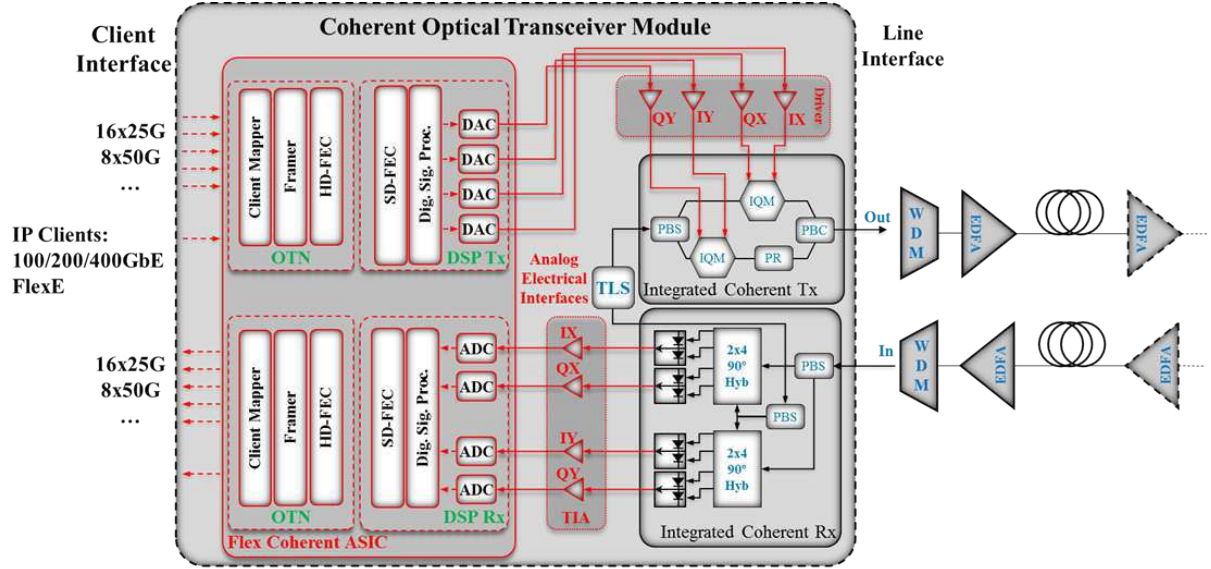 Coherent Optical Transceiver Module
Client
Interface
Line
Interface
16x25G
8x50G
...
IP Clients:
100/200/400GbE
FlexE
Client Mapper
Framer
HD-FEC
OTN
SD-FEC
Dig. Sig. Proc.
DAC
DAC
DAC
DAC
DSP Tx
QY
IY
QX
IX
Driver
IQM
PBS
PBC
IQM
PR
Integrated Coherent Tx
Out
WDM
EDFA
EDFA
Analog
Electrical
Interfaces
TLS
16x25G
8x50G
...
Client Mapper
Framer
HD-FEC
OTN
SD-FEC
Dig. Sig. Proc.
ADC
ADC
ADC
ADC
DSP Rx
Flex Coherent ASIC
IX
QX
IY
QY
TIA
2x4
90°
Hyb
PBS
PBS
2x4
90°
Hyb
Integrated Coherent Rx
In
WDM
EDFA
EDFA